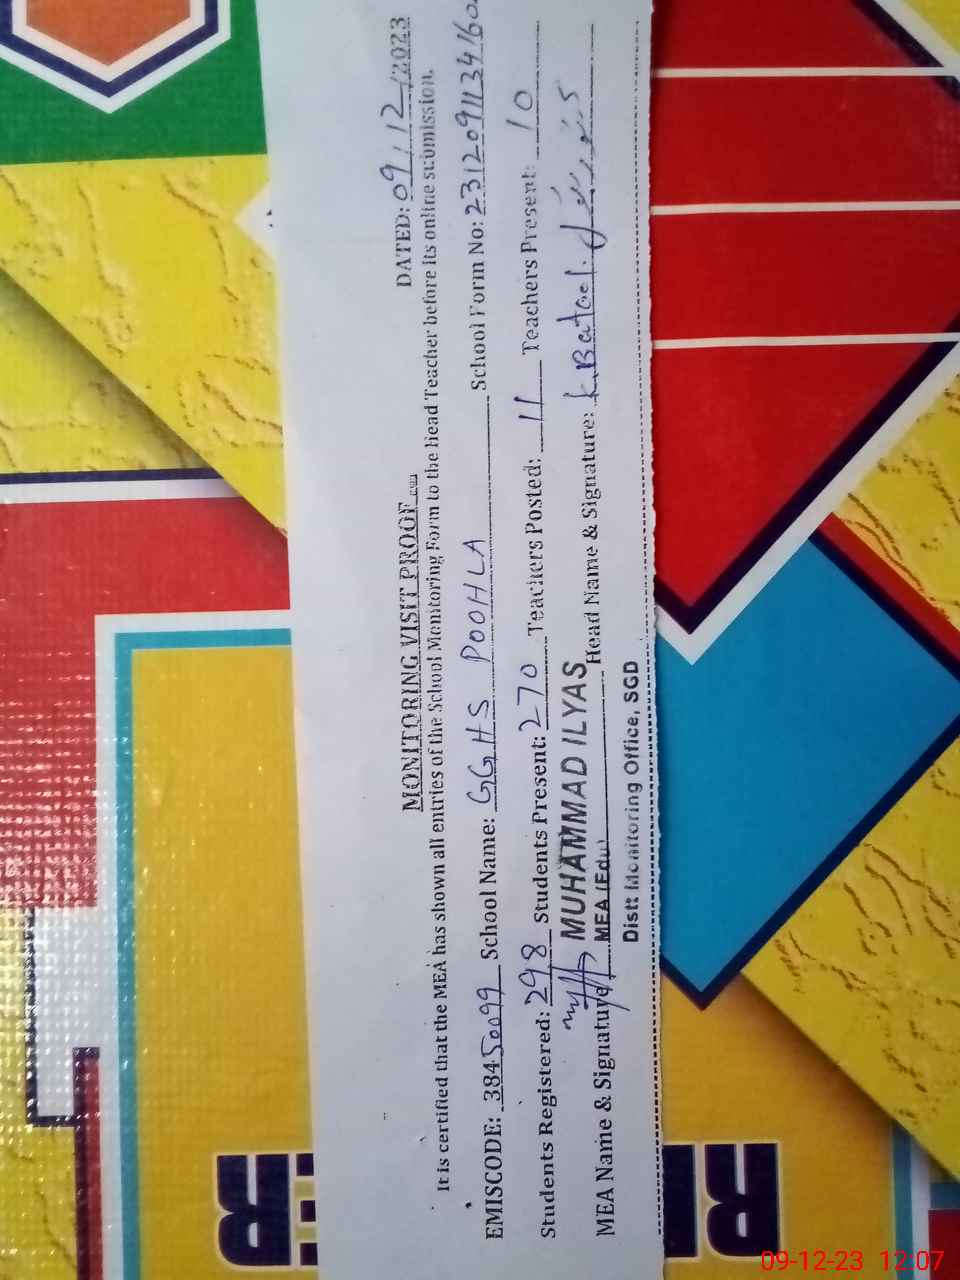 MONITORING VISIT PROOF
DATED: 09/12/2023
It is certified that the MEA has shown all entries of the School Monitoring Form to the Head Teacher before its online submission.
EMISCODE: 38450099 School Name: GGHS POOHLA School Form No: 2312091134160
Students Registered: 298 Students Present: 270 Teachers Posted: 11 Teachers Present: 10
MUHAMMAD ILYAS
MEA Name & Signature Head Name & Signature: K Batool
MEA (Edu)
Distt Monitoring Office, SGD
09-12-23 12:07